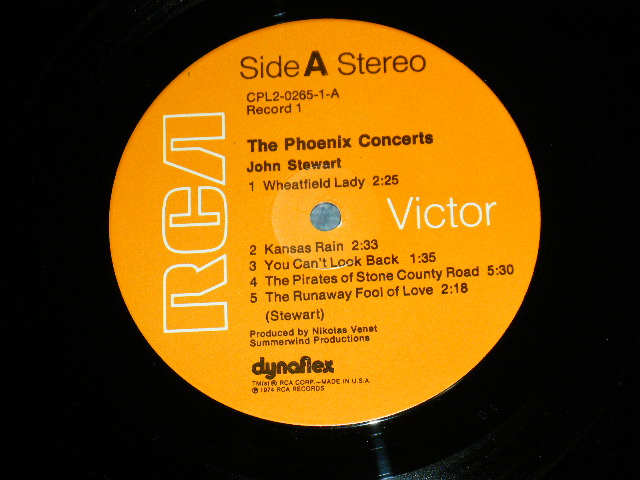 Side A Stereo
CPL2-0265-1-A
Record 1
The Phoenix Concerts
John Stewart
1 Wheatfield Lady 2:25
RCA
Victor
2 Kansas Rain 2:33
3 You Can't Look Back 1:35
4 The Pirates of Stone County Road 5:30
5 The Runaway Fool of Love 2:18
(Stewart)
Produced by Nikolas Venet
Summerwind Productions
dynaflex
TM(s) ® RCA CORP.—MADE IN U.S.A.
℗ 1974 RCA RECORDS